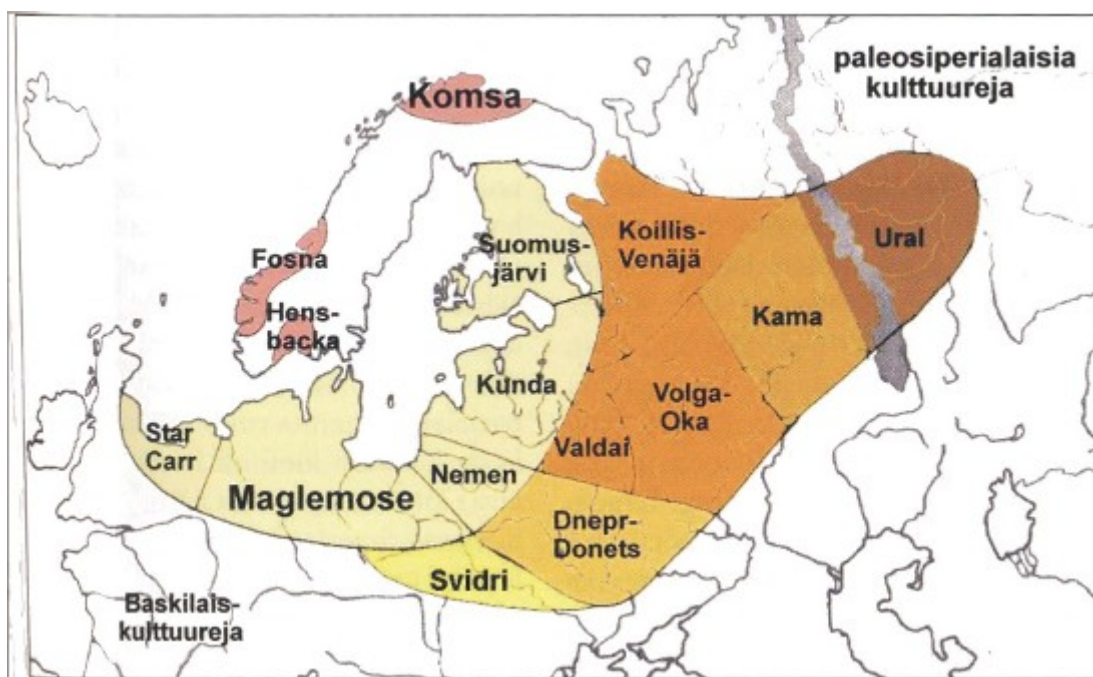 Komsa
paleosiperialaisia
kulttuureja
Fosna
Hens-
backa
Suomus-
järvi
Koillis-
Venäjä
Ural
Kama
Kunda
Volga-
Oka
Star
Carr
Valdai
Nemen
Maglemose
Dnepr-
Donets
Svidri
Baskilais-
kulttuureja